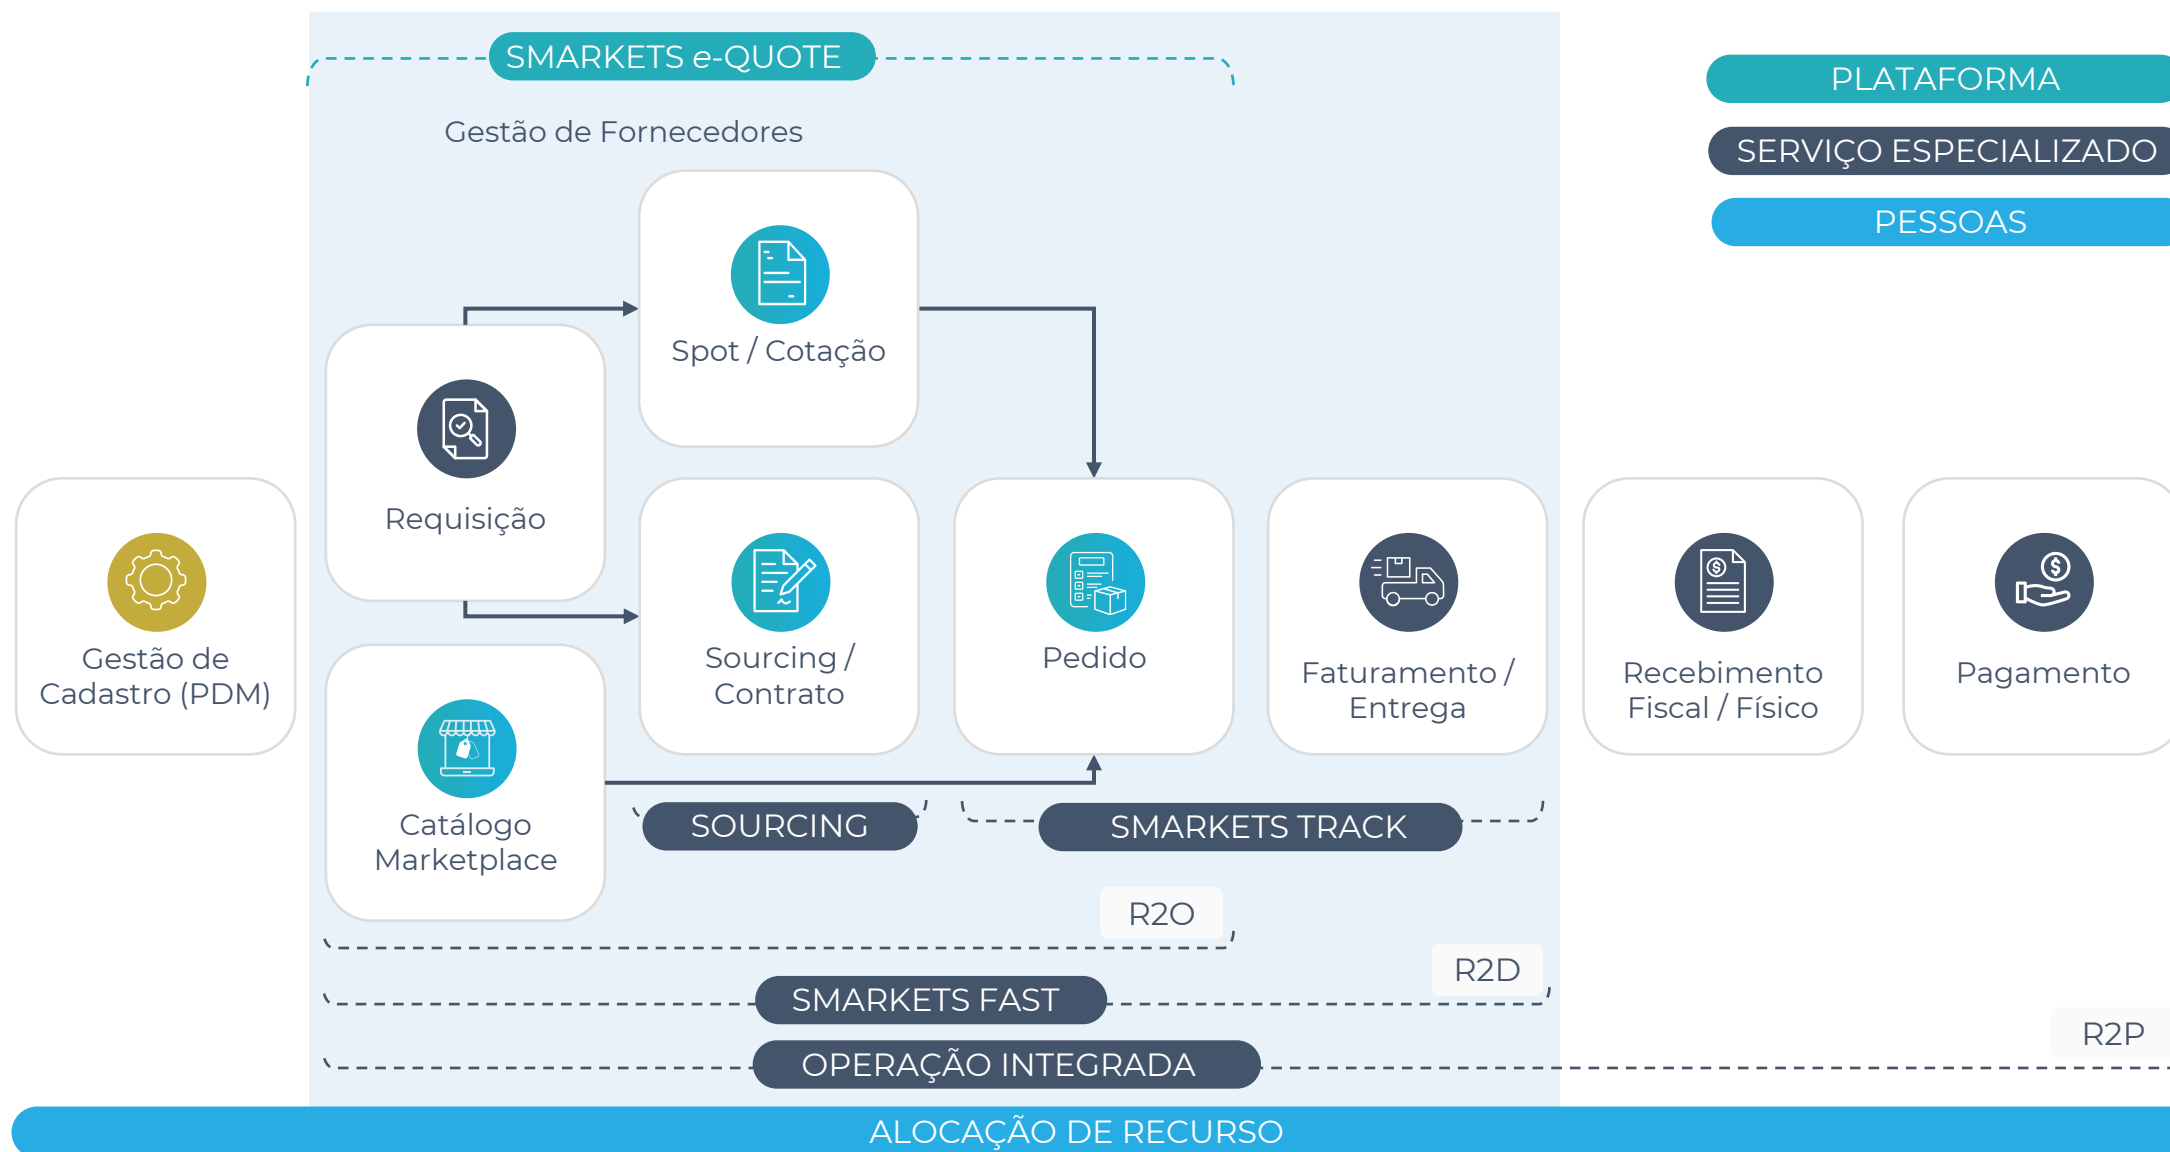 SMARKETS e-QUOTE
PLATAFORMA
Gestão de Fornecedores
SERVIÇO ESPECIALIZADO
PESSOAS
Spot / Cotação
Requisição
Gestão de
Cadastro (PDM)
Sourcing /
Contrato
Pedido
Faturamento /
Entrega
Recebimento
Fiscal / Físico
Pagamento
Catálogo
Marketplace
SOURCING
SMARKETS TRACK
R2O
R2D
SMARKETS FAST
R2P
OPERAÇÃO INTEGRADA
ALOCAÇÃO DE RECURSO